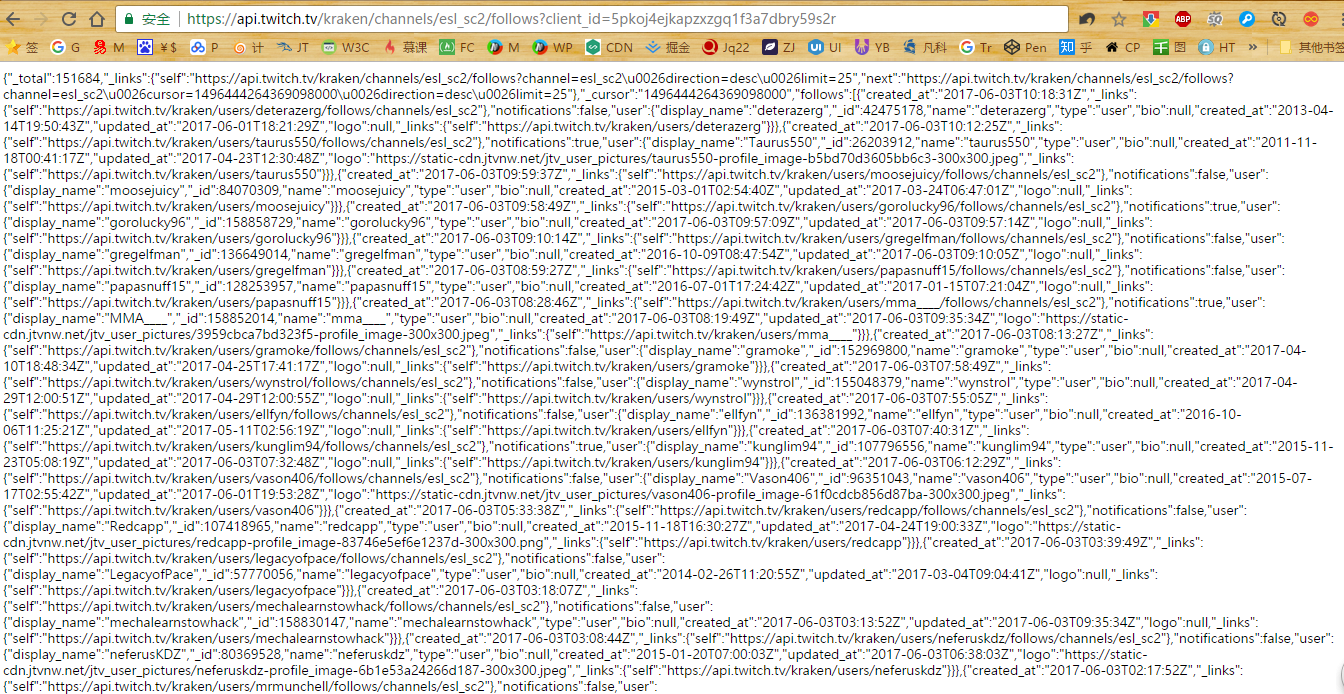 安全 https://api.twitch.tv/kraken/channels/esl_sc2/follows?client_id=5pkoj4ejkapzxzgq1f3a7dbry59s2r
签 G M ¥$ P 计 JT W3C 慕课 FC M WP CDN 掘金 Jq22 ZJ UI YB 凡科 Tr Pen 知 乎 CP 千 图 HT » 其他书签
{"_total":151684,"_links":{"self":"https://api.twitch.tv/kraken/channels/esl_sc2/follows?channel=esl_sc2\u0026direction=desc\u0026limit=25","next":"https://api.twitch.tv/kraken/channels/esl_sc2/follows?
channel=esl_sc2\u0026cursor=1496444264369098000\u0026direction=desc\u0026limit=25"},"_cursor":"1496444264369098000","follows":[{"created_at":"2017-06-03T10:18:31Z","_links":
{"self":"https://api.twitch.tv/kraken/users/deterazerg/follows/channels/esl_sc2"},"notifications":false,"user":{"display_name":"deterazerg","_id":42475178,"name":"deterazerg","type":"user","bio":null,"created_at":"2013-04-
14T19:50:43Z","updated_at":"2017-06-01T18:21:29Z","logo":null,"_links":{"self":"https://api.twitch.tv/kraken/users/deterazerg"}}},{"created_at":"2017-06-03T10:12:25Z","_links":
{"self":"https://api.twitch.tv/kraken/users/taurus550/follows/channels/esl_sc2"},"notifications":true,"user":{"display_name":"Taurus550","_id":26203912,"name":"taurus550","type":"user","bio":null,"created_at":"2011-11-
18T00:41:17Z","updated_at":"2017-04-23T12:30:48Z","logo":"https://static-cdn.jtvnw.net/jtv_user_pictures/taurus550-profile_image-b5bd70d3605bb6c3-300x300.jpeg","_links":
{"self":"https://api.twitch.tv/kraken/users/taurus550"}}},{"created_at":"2017-06-03T09:59:37Z","_links":{"self":"https://api.twitch.tv/kraken/users/moosejuicy/follows/channels/esl_sc2"},"notifications":false,"user":
{"display_name":"moosejuicy","_id":84070309,"name":"moosejuicy","type":"user","bio":null,"created_at":"2015-03-01T02:54:40Z","updated_at":"2017-03-24T06:47:01Z","logo":null,"_links":
{"self":"https://api.twitch.tv/kraken/users/moosejuicy"}}},{"created_at":"2017-06-03T09:58:49Z","_links":{"self":"https://api.twitch.tv/kraken/users/gorolucky96/follows/channels/esl_sc2"},"notifications":true,"user":
{"display_name":"gorolucky96","_id":158858729,"name":"gorolucky96","type":"user","bio":null,"created_at":"2017-06-03T09:57:09Z","updated_at":"2017-06-03T09:57:14Z","logo":null,"_links":
{"self":"https://api.twitch.tv/kraken/users/gorolucky96"}}},{"created_at":"2017-06-03T09:10:14Z","_links":{"self":"https://api.twitch.tv/kraken/users/gregelfman/follows/channels/esl_sc2"},"notifications":false,"user":
{"display_name":"gregelfman","_id":136649014,"name":"gregelfman","type":"user","bio":null,"created_at":"2016-10-09T08:47:54Z","updated_at":"2017-06-03T09:10:05Z","logo":null,"_links":
{"self":"https://api.twitch.tv/kraken/users/gregelfman"}}},{"created_at":"2017-06-03T08:59:27Z","_links":{"self":"https://api.twitch.tv/kraken/users/papasnuff15/follows/channels/esl_sc2"},"notifications":false,"user":
{"display_name":"papasnuff15","_id":128253957,"name":"papasnuff15","type":"user","bio":null,"created_at":"2016-07-01T17:24:42Z","updated_at":"2017-01-15T07:21:04Z","logo":null,"_links":
{"self":"https://api.twitch.tv/kraken/users/papasnuff15"}}},{"created_at":"2017-06-03T08:28:46Z","_links":{"self":"https://api.twitch.tv/kraken/users/mma____/follows/channels/esl_sc2"},"notifications":true,"user":
{"display_name":"MMA____","_id":158852014,"name":"mma____","type":"user","bio":null,"created_at":"2017-06-03T08:19:49Z","updated_at":"2017-06-03T09:35:34Z","logo":"https://static-
cdn.jtvnw.net/jtv_user_pictures/3959cbca7bd323f5-profile_image-300x300.jpeg","_links":{"self":"https://api.twitch.tv/kraken/users/mma____"}}},{"created_at":"2017-06-03T08:13:27Z","_links":
{"self":"https://api.twitch.tv/kraken/users/gramoke/follows/channels/esl_sc2"},"notifications":false,"user":{"display_name":"gramoke","_id":152969800,"name":"gramoke","type":"user","bio":null,"created_at":"2017-04-
10T18:48:34Z","updated_at":"2017-04-25T17:41:17Z","logo":null,"_links":{"self":"https://api.twitch.tv/kraken/users/gramoke"}}},{"created_at":"2017-06-03T07:58:49Z","_links":
{"self":"https://api.twitch.tv/kraken/users/wynstrol/follows/channels/esl_sc2"},"notifications":false,"user":{"display_name":"wynstrol","_id":155048379,"name":"wynstrol","type":"user","bio":null,"created_at":"2017-04-
29T12:00:51Z","updated_at":"2017-04-29T12:00:55Z","logo":null,"_links":{"self":"https://api.twitch.tv/kraken/users/wynstrol"}}},{"created_at":"2017-06-03T07:55:05Z","_links":
{"self":"https://api.twitch.tv/kraken/users/ellfyn/follows/channels/esl_sc2"},"notifications":false,"user":{"display_name":"ellfyn","_id":136381992,"name":"ellfyn","type":"user","bio":null,"created_at":"2016-10-
06T11:25:21Z","updated_at":"2017-05-11T02:56:19Z","logo":null,"_links":{"self":"https://api.twitch.tv/kraken/users/ellfyn"}}},{"created_at":"2017-06-03T07:40:31Z","_links":
{"self":"https://api.twitch.tv/kraken/users/kunglim94/follows/channels/esl_sc2"},"notifications":true,"user":{"display_name":"kunglim94","_id":107796556,"name":"kunglim94","type":"user","bio":null,"created_at":"2015-11-
23T05:08:19Z","updated_at":"2017-06-03T07:32:48Z","logo":null,"_links":{"self":"https://api.twitch.tv/kraken/users/kunglim94"}}},{"created_at":"2017-06-03T06:12:29Z","_links":
{"self":"https://api.twitch.tv/kraken/users/vason406/follows/channels/esl_sc2"},"notifications":false,"user":{"display_name":"Vason406","_id":96351043,"name":"vason406","type":"user","bio":null,"created_at":"2015-07-
17T02:55:42Z","updated_at":"2017-06-01T19:53:28Z","logo":"https://static-cdn.jtvnw.net/jtv_user_pictures/vason406-profile_image-61f0cdcb856d87ba-300x300.jpeg","_links":
{"self":"https://api.twitch.tv/kraken/users/vason406"}}},{"created_at":"2017-06-03T05:33:38Z","_links":{"self":"https://api.twitch.tv/kraken/users/redcapp/follows/channels/esl_sc2"},"notifications":false,"user":
{"display_name":"Redcapp","_id":107418965,"name":"redcapp","type":"user","bio":null,"created_at":"2015-11-18T16:30:27Z","updated_at":"2017-04-24T19:00:33Z","logo":"https://static-
cdn.jtvnw.net/jtv_user_pictures/redcapp-profile_image-83746e5ef6e1237d-300x300.png","_links":{"self":"https://api.twitch.tv/kraken/users/redcapp"}}},{"created_at":"2017-06-03T03:39:49Z","_links":
{"self":"https://api.twitch.tv/kraken/users/legacyofpace/follows/channels/esl_sc2"},"notifications":false,"user":
{"display_name":"LegacyofPace","_id":57770056,"name":"legacyofpace","type":"user","bio":null,"created_at":"2014-02-26T11:20:55Z","updated_at":"2017-03-04T09:04:41Z","logo":null,"_links":
{"self":"https://api.twitch.tv/kraken/users/legacyofpace"}}},{"created_at":"2017-06-03T03:18:07Z","_links":
{"self":"https://api.twitch.tv/kraken/users/mechalearnstowhack/follows/channels/esl_sc2"},"notifications":false,"user":
{"display_name":"mechalearnstowhack","_id":158830147,"name":"mechalearnstowhack","type":"user","bio":null,"created_at":"2017-06-03T03:13:52Z","updated_at":"2017-06-03T09:35:34Z","logo":null,"_links":
{"self":"https://api.twitch.tv/kraken/users/mechalearnstowhack"}}},{"created_at":"2017-06-03T03:08:44Z","_links":{"self":"https://api.twitch.tv/kraken/users/neferuskdz/follows/channels/esl_sc2"},"notifications":false,"user":
{"display_name":"neferusKDZ","_id":80369528,"name":"neferuskdz","type":"user","bio":null,"created_at":"2015-01-20T07:00:03Z","updated_at":"2017-06-03T06:38:03Z","logo":"https://static-
cdn.jtvnw.net/jtv_user_pictures/neferuskdz-profile_image-6b1e53a24266d187-300x300.jpeg","_links":{"self":"https://api.twitch.tv/kraken/users/neferuskdz"}}},{"created_at":"2017-06-03T02:17:52Z","_links":
{"self":"https://api.twitch.tv/kraken/users/mrmunchell/follows/channels/esl_sc2"},"notifications":false,"user":